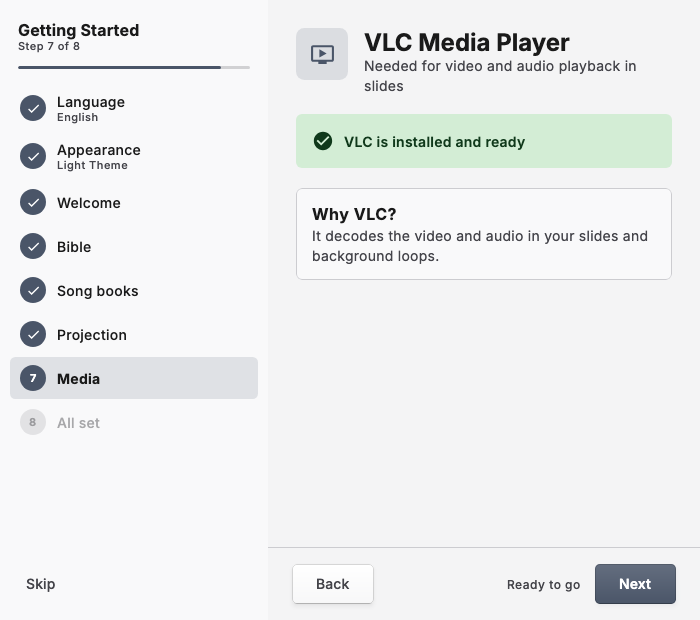 Getting Started
Step 7 of 8
Language
English
Appearance
Light Theme
Welcome
Bible
Song books
Projection
7
Media
8
All set
Skip
VLC Media Player
Needed for video and audio playback in
slides
VLC is installed and ready
Why VLC?
It decodes the video and audio in your slides and
background loops.
Back
Ready to go
Next